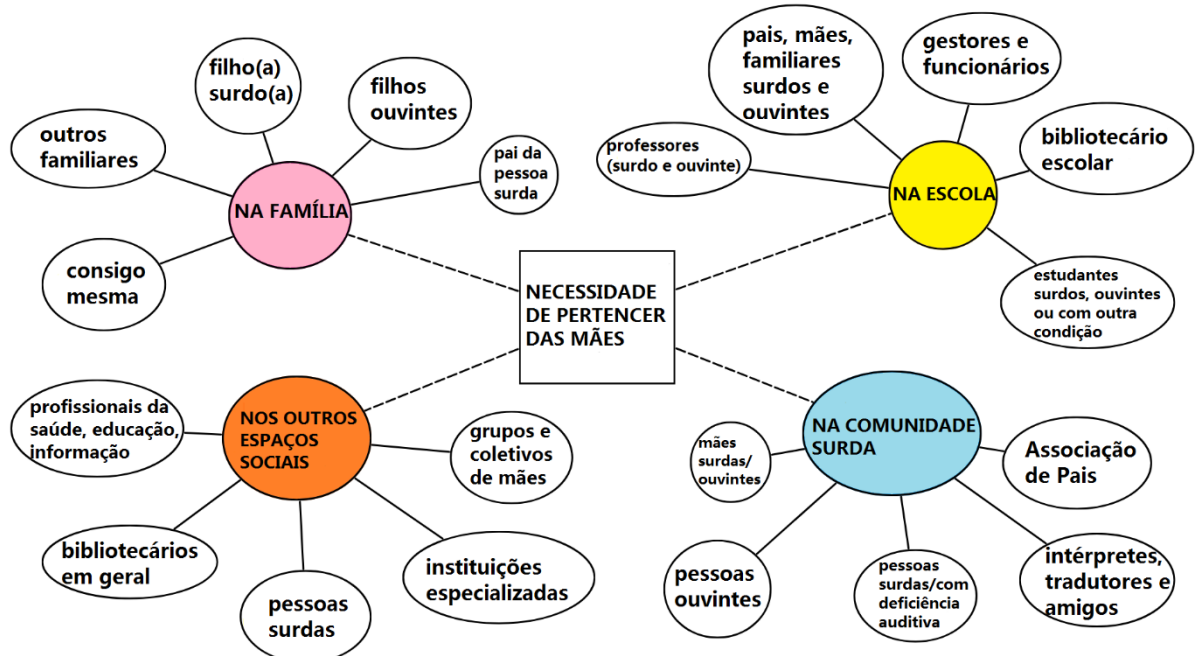 filho(a)
surdo(a)
filhos
ouvintes
outros
familiares
pai da
pessoa
surda
NA FAMÍLIA
consigo
mesma
pais, mães,
familiares
surdos e
ouvintes
gestores e
funcionários
professores
(surdo e ouvinte)
bibliotecário
escolar
NA ESCOLA
estudantes
surdos, ouvintes
ou com outra
condição
NECESSIDADE
DE PERTENCER
DAS MÃES
profissionais da
saúde, educação,
informação
NOS OUTROS
ESPAÇOS
SOCIAIS
grupos e
coletivos
de mães
bibliotecários
em geral
pessoas
surdas
instituições
especializadas
mães
surdas/
ouvintes
NA COMUNIDADE
SURDA
Associação
de Pais
pessoas
ouvintes
pessoas
surdas/com
deficiência
auditiva
intérpretes,
tradutores e
amigos